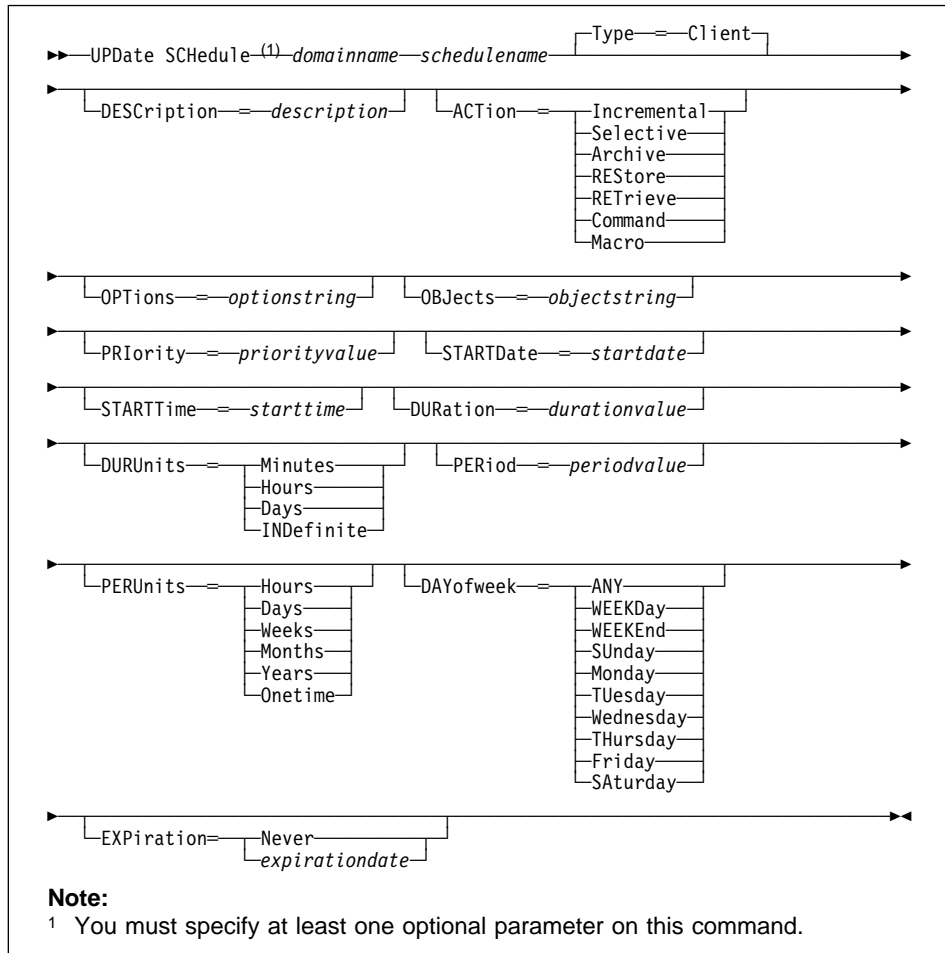 Type=Client
UPDate SCHedule (1) domainname schedulename
DESCription=description ACTion=Incremental
Selective
Archive
REStore
RETrieve
Command
Macro
OPTions=optionstring OBJects=objectstring
PRIority=priorityvalue STARTDate=startdate
STARTTime=starttime DURation=durationvalue
DURUnits=Minutes PERiod=periodvalue
Hours
Days
INDefinite
PERUnits=Hours DAYofweek=ANY
Days WEEKDay
Weeks WEEKEnd
Months SUnday
Years Monday
Onetime TUesday
Wednesday
THursday
Friday
SAturday
EXPiration=Never
expirationdate
Note:
1 You must specify at least one optional parameter on this command.